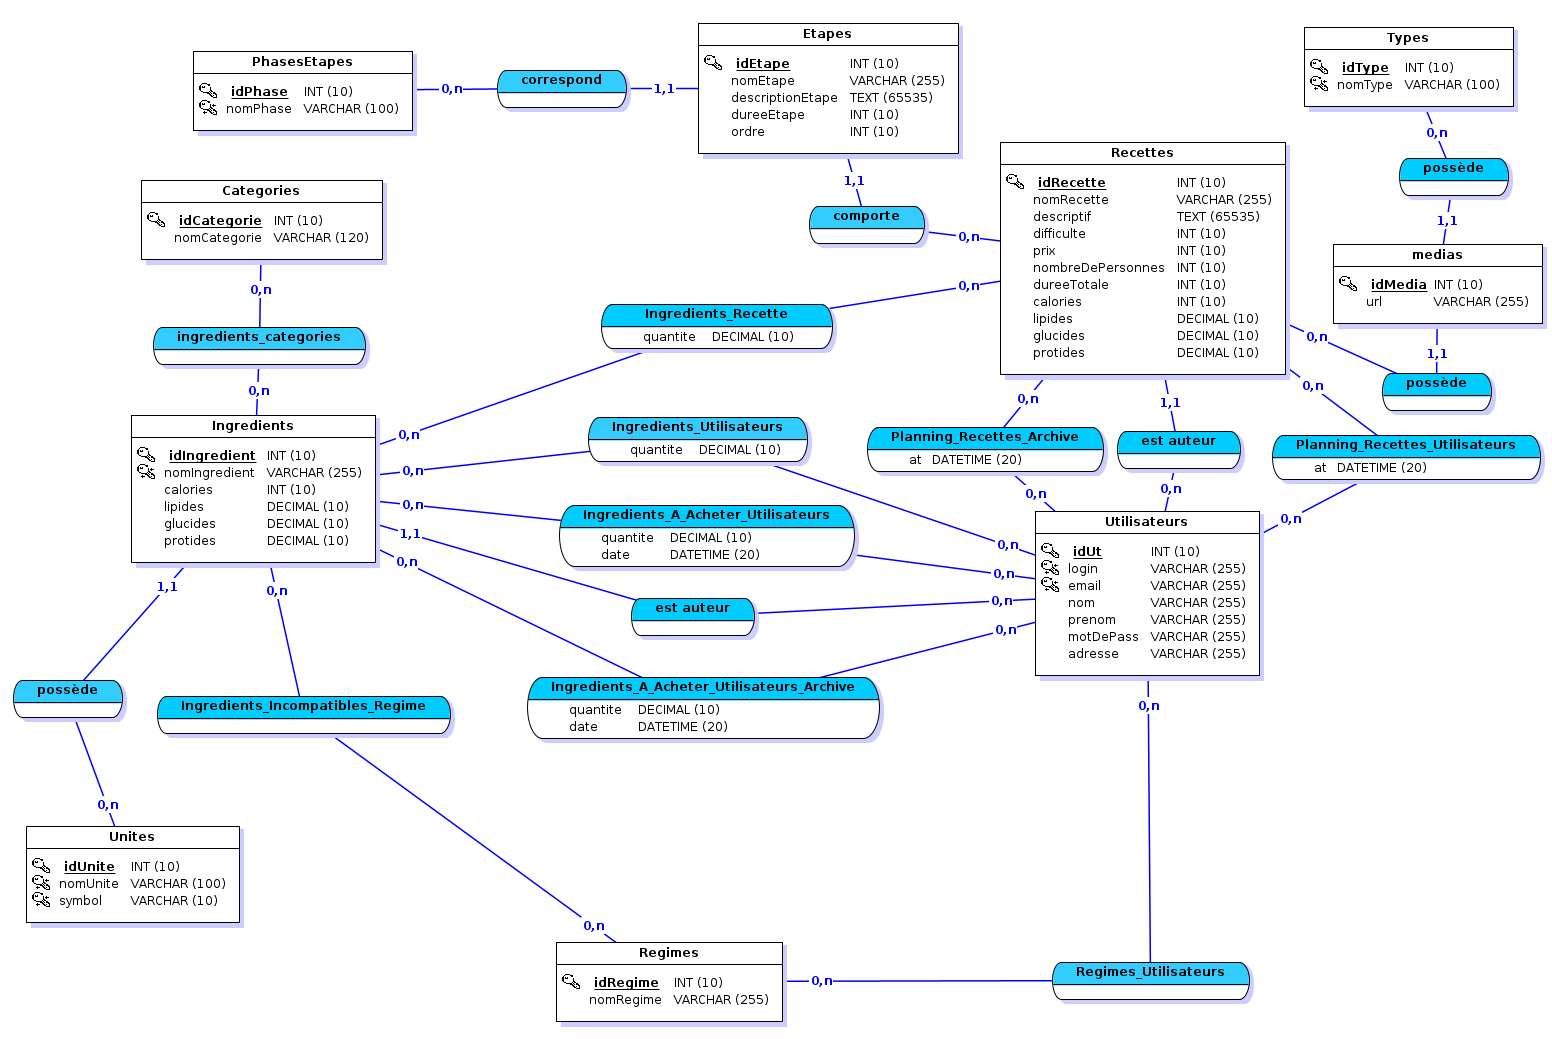 PhasesEtapes
idPhase INT (10)
nomPhase VARCHAR (100)
0,n
correspond
1,1
Etapes
idEtape INT (10)
nomEtape VARCHAR (255)
descriptionEtape TEXT (65535)
dureeEtape INT (10)
ordre INT (10)
1,1
comporte
0,n
Types
idType INT (10)
nomType VARCHAR (100)
0,n
possède
1,1
medias
idMedia INT (10)
url VARCHAR (255)
1,1
possède
0,n
Recettes
idRecette INT (10)
nomRecette VARCHAR (255)
descriptif TEXT (65535)
difficulte INT (10)
prix INT (10)
nombreDePersonnes INT (10)
dureeTotale INT (10)
calories INT (10)
lipides DECIMAL (10)
glucides DECIMAL (10)
protides DECIMAL (10)
Categories
idCategorie INT (10)
nomCategorie VARCHAR (120)
0,n
ingredients_categories
0,n
0,n
Ingredients_Recette
quantite DECIMAL (10)
0,n
Ingredients
idIngredient INT (10)
nomIngredient VARCHAR (255)
calories INT (10)
lipides DECIMAL (10)
glucides DECIMAL (10)
protides DECIMAL (10)
0,n
Ingredients_Utilisateurs
quantite DECIMAL (10)
0,n
0,n
Ingredients_A_Acheter_Utilisateurs
quantite DECIMAL (10)
date DATETIME (20)
0,n
1,1
est auteur
0,n
0,n
Ingredients_A_Acheter_Utilisateurs_Archive
quantite DECIMAL (10)
date DATETIME (20)
0,n
0,n
Planning_Recettes_Archive
at DATETIME (20)
0,n
1,1
est auteur
0,n
0,n
Planning_Recettes_Utilisateurs
at DATETIME (20)
0,n
Utilisateurs
idUt INT (10)
login VARCHAR (255)
email VARCHAR (255)
nom VARCHAR (255)
prenom VARCHAR (255)
motDePass VARCHAR (255)
adresse VARCHAR (255)
0,n
1,1
possède
0,n
0,n
Ingredients_Incompatibles_Regime
0,n
Unites
idUnite INT (10)
nomUnite VARCHAR (100)
symbol VARCHAR (10)
Regimes
idRegime INT (10)
nomRegime VARCHAR (255)
0,n
Regimes_Utilisateurs